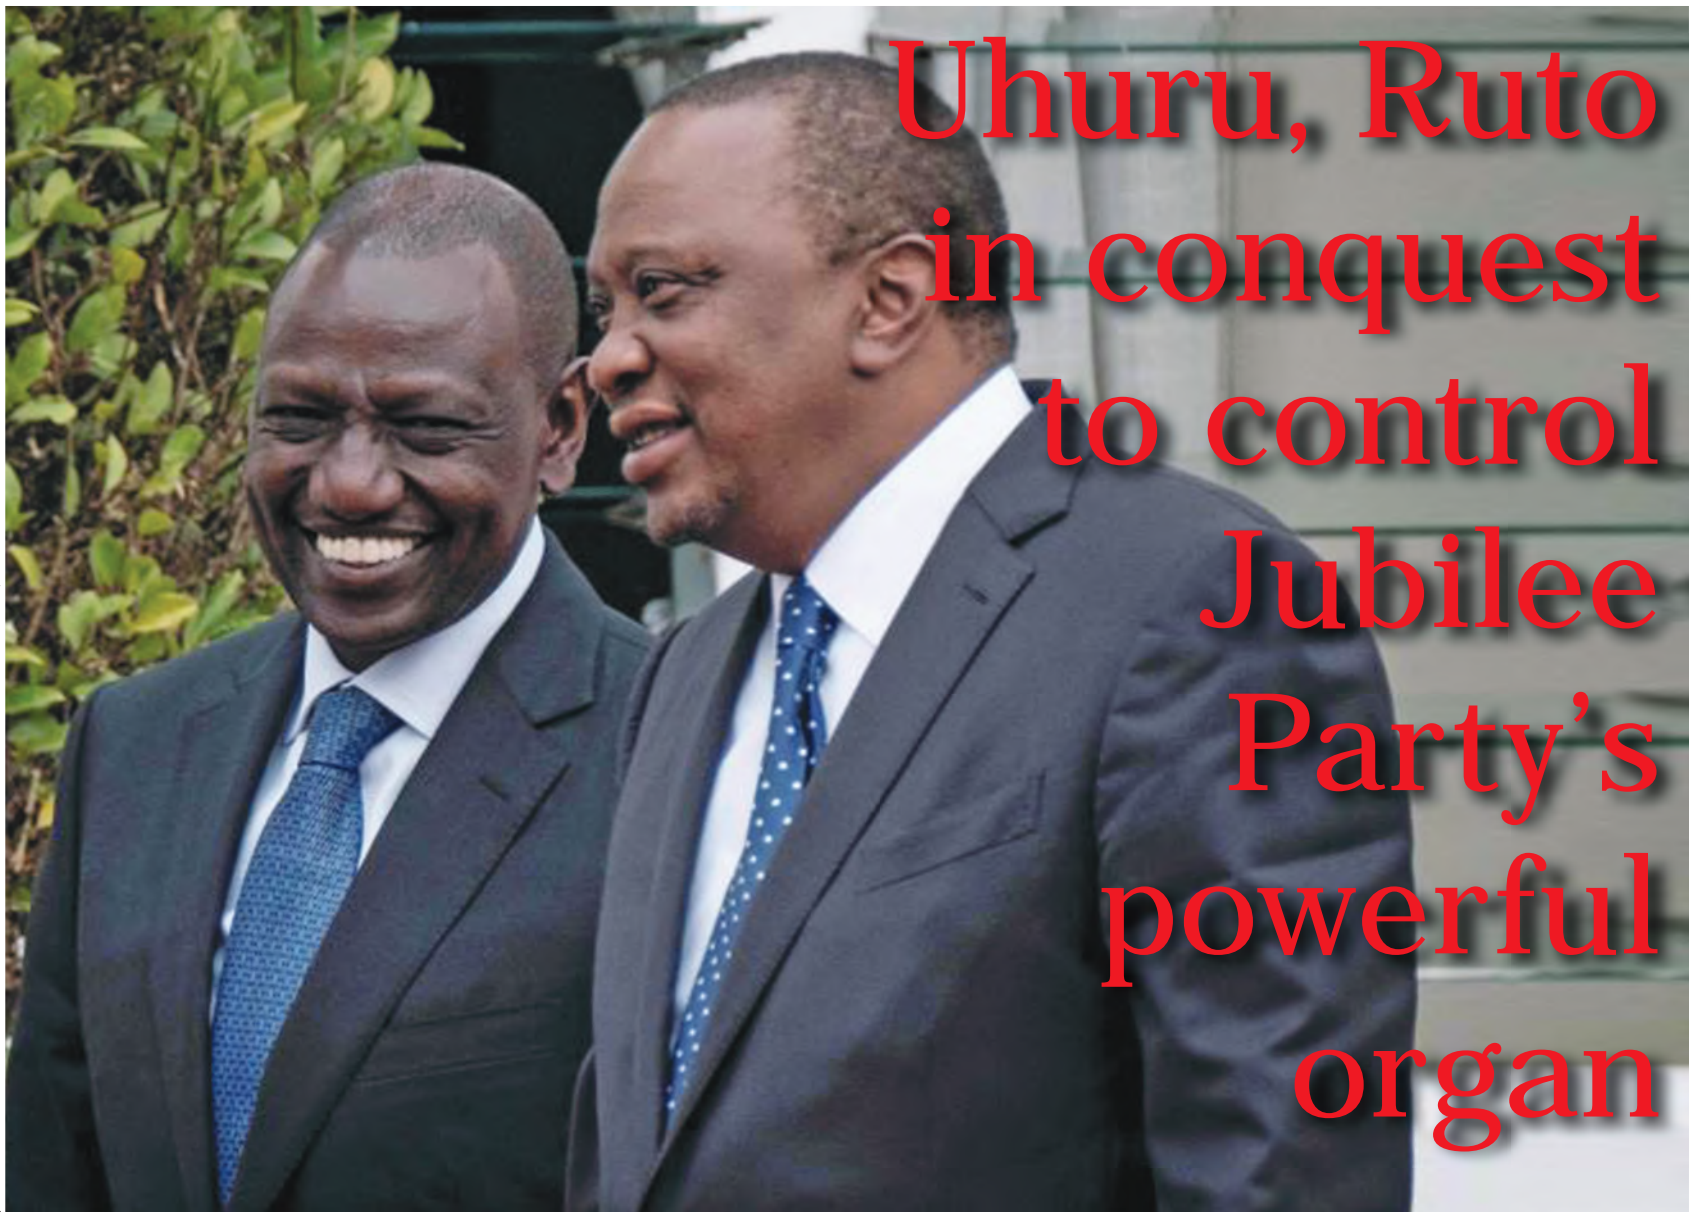 Uhuru, Ruto
in conquest
to control
Jubilee
Party’s
powerful
organ